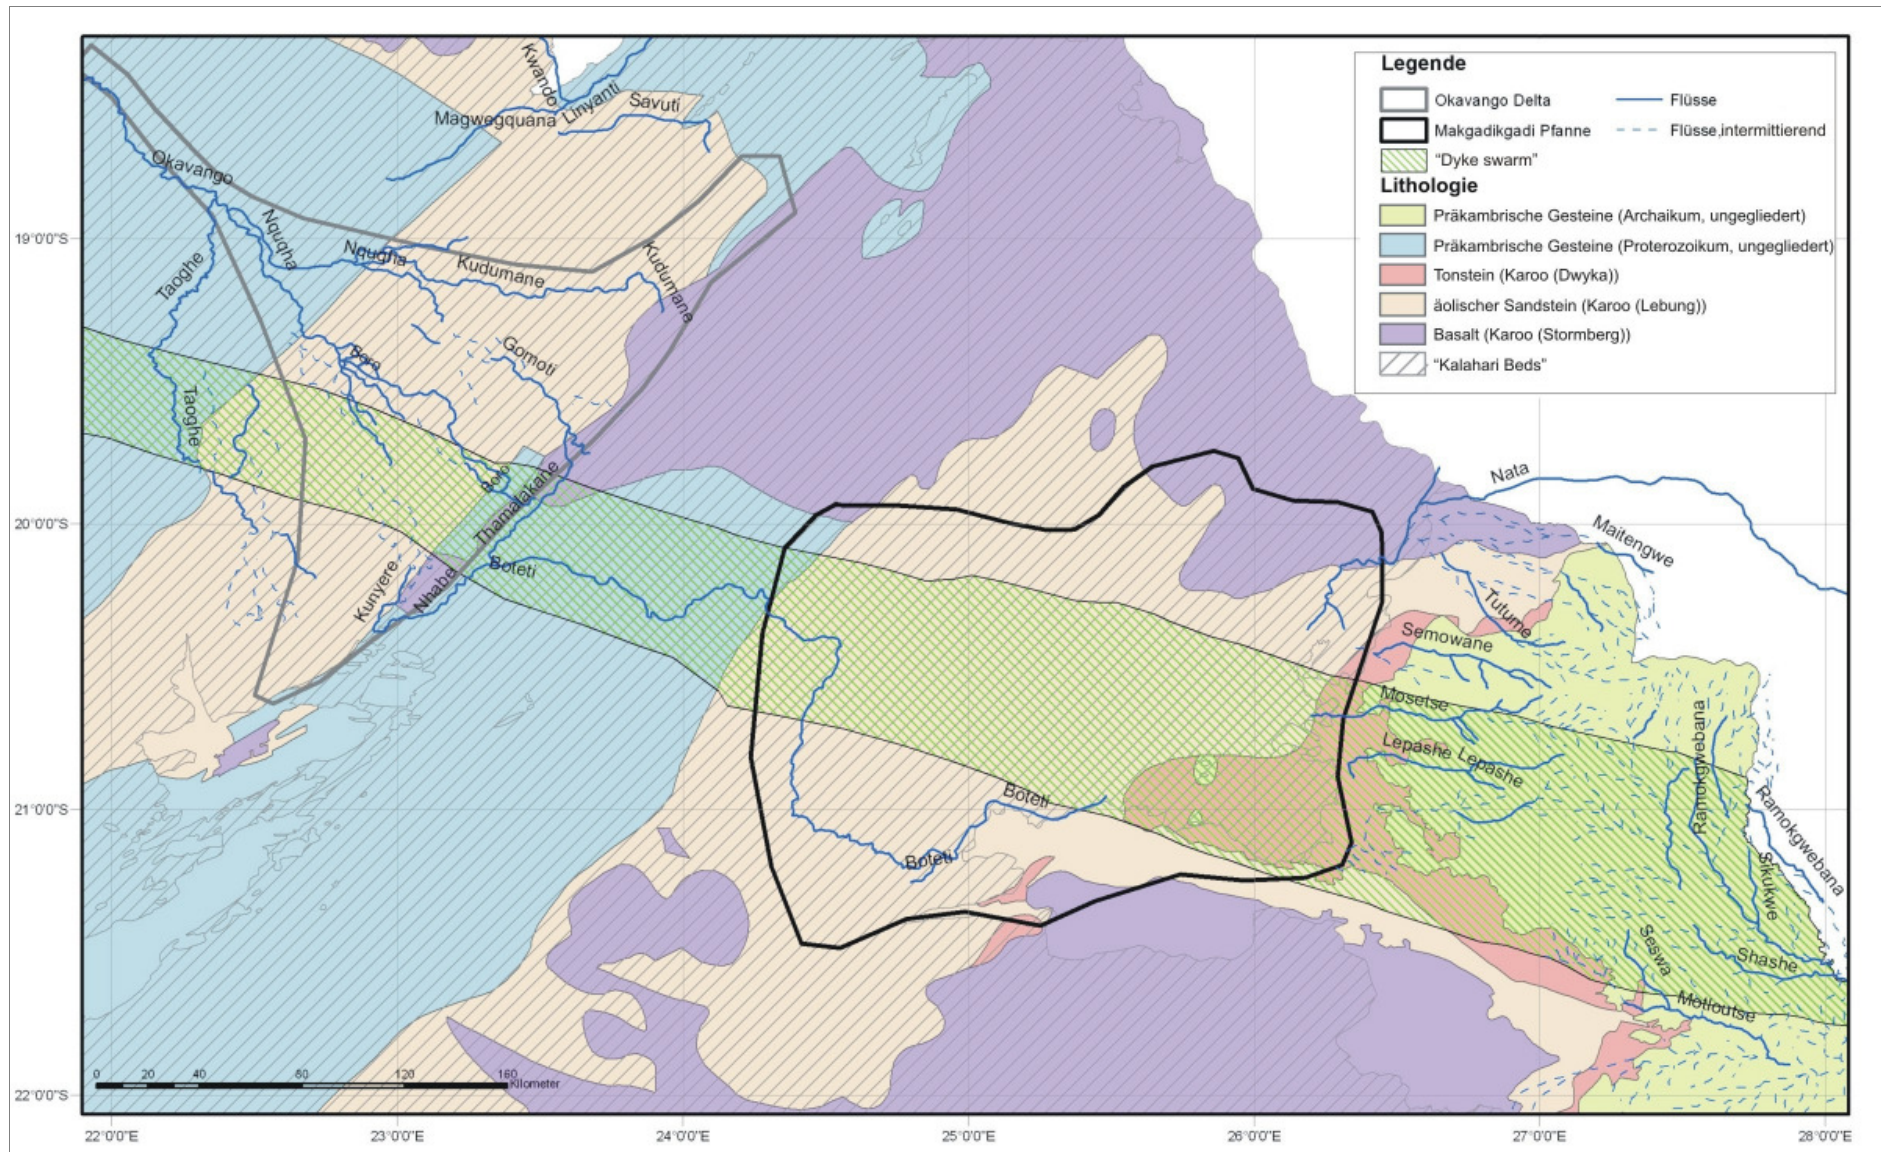 Legende
Okavango Delta
Flüsse
Makgadikgadi Pfanne
Flüsse,intermittierend
"Dyke swarm"
Lithologie
Präkambrische Gesteine (Archaikum, ungegliedert)
Präkambrische Gesteine (Proterozoikum, ungegliedert)
Tonstein (Karoo (Dwyka))
äolischer Sandstein (Karoo (Lebung))
Basalt (Karoo (Stormberg))
"Kalahari Beds"
Kwando
Linyanti
Savuti
Magwegquana
Okavango
19°0'0"S
Nquqha
Nqugha
Kudumane
Kudumane
Taoghe
Boro
Gomoti
Taoghe
Boro
Thamalakane
20°0'0"S
Nata
Maitengwe
Boteti
Kunyere
Nhabe
Tutume
Semowane
Mosetse
Lepashe
Lepashe
Ramokgwebana
Ramokgwebana
21°0'0"S
Boteti
Boteti
Sikukwe
Seswa
Shashe
Motloutse
0 20 40 80 120 160
Kilometer
22°0'0"S
22°0'0"E
23°0'0"E
24°0'0"E
25°0'0"E
26°0'0"E
27°0'0"E
28°0'0"E